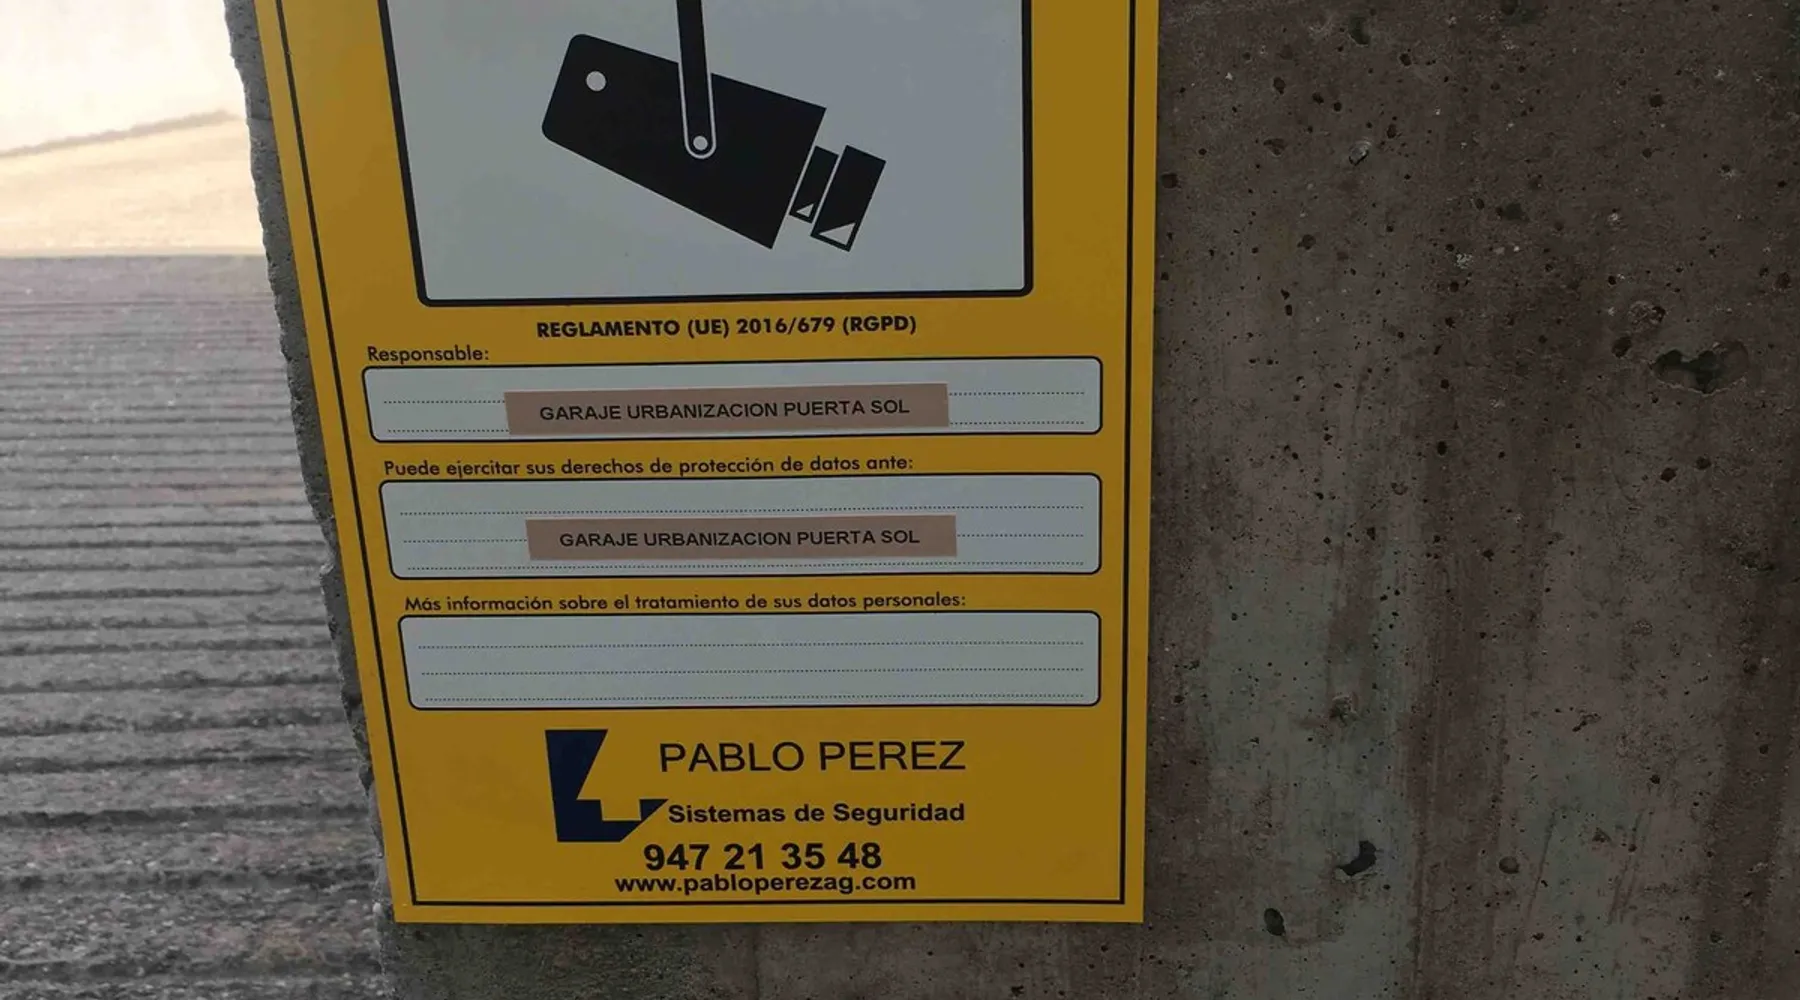 REGLAMENTO (UE) 2016/679 (RGPD)
Responsable:
GARAJE URBANIZACION PUERTA SOL
Puede ejercitar sus derechos de protección de datos ante:
GARAJE URBANIZACION PUERTA SOL
Más información sobre el tratamiento de sus datos personales:
PABLO PEREZ
Sistemas de Seguridad
947 21 35 48
www.pabloperezag.com